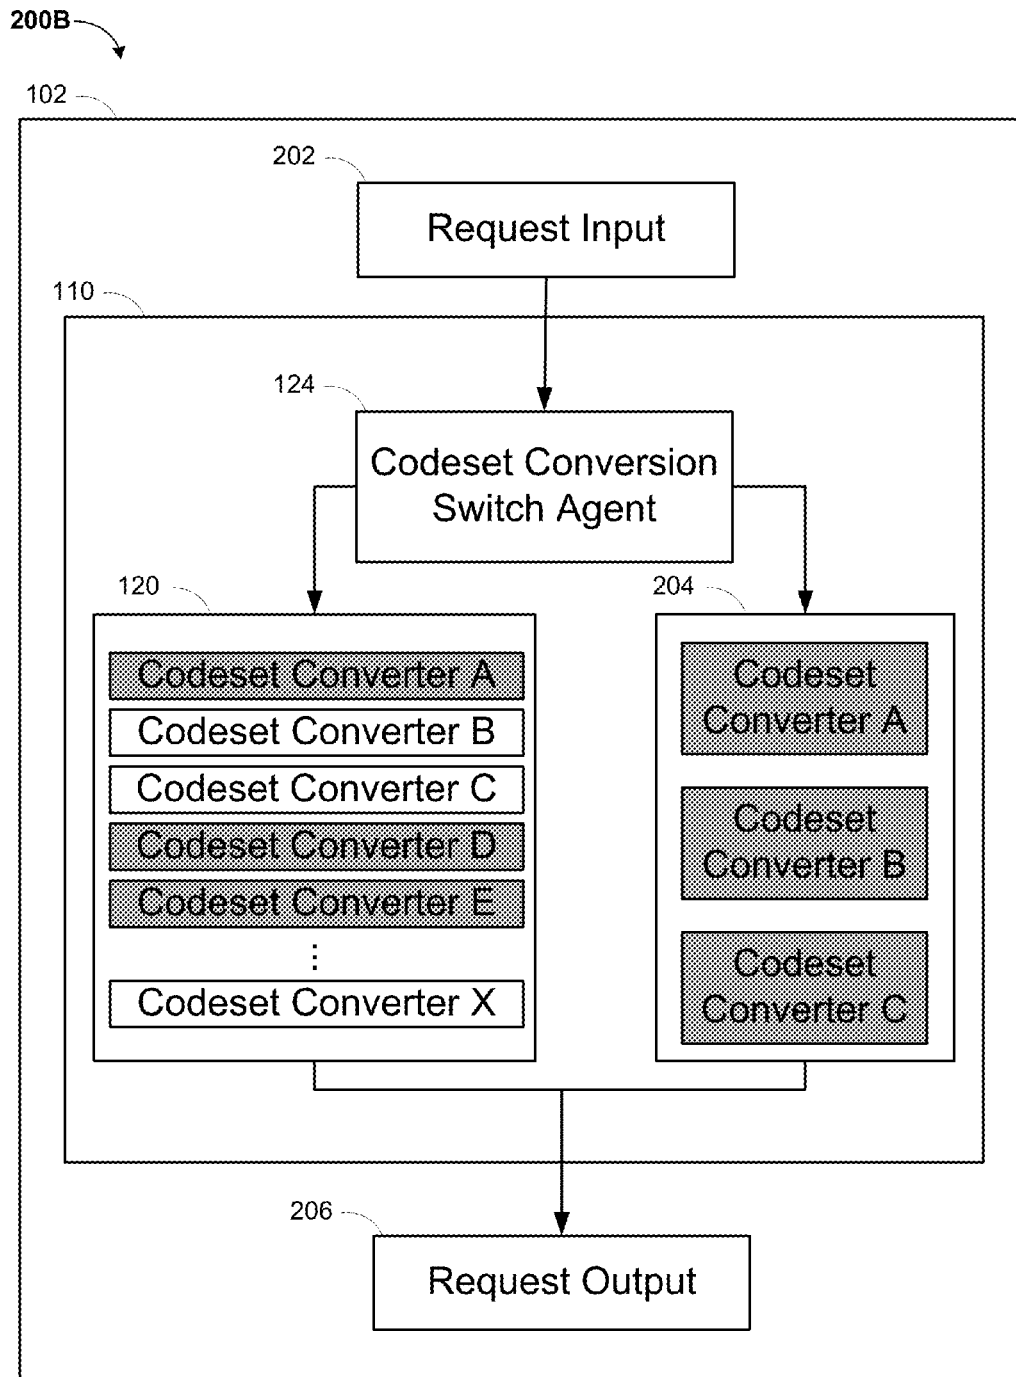 200B
102
202
Request Input
110
124
Codeset Conversion
Switch Agent
120
204
Codeset Converter A
Codeset Converter B
Codeset Converter C
Codeset Converter D
Codeset Converter E
⋮
Codeset Converter X
Codeset
Converter A
Codeset
Converter B
Codeset
Converter C
206
Request Output